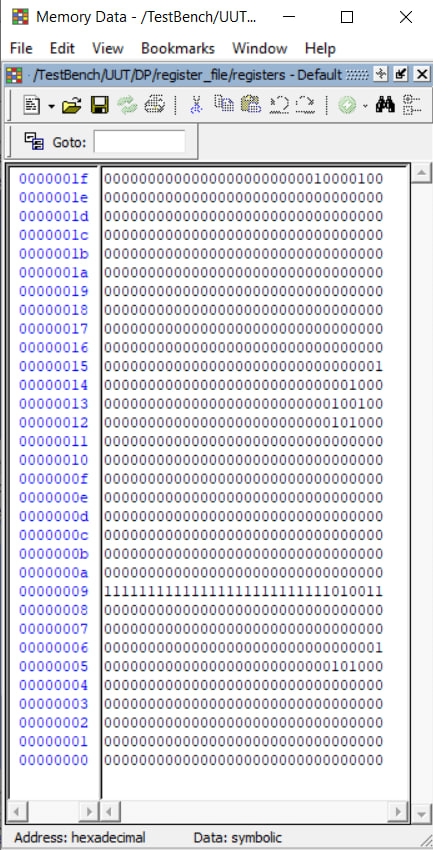 Memory Data - /TestBench/UUT...
File Edit View Bookmarks Window Help
/TestBench/UUT/DP/register_file/registers - Default
Goto:
0000001f 00000000000000000000000010000100
0000001e 00000000000000000000000000000000
0000001d 00000000000000000000000000000000
0000001c 00000000000000000000000000000000
0000001b 00000000000000000000000000000000
0000001a 00000000000000000000000000000000
00000019 00000000000000000000000000000000
00000018 00000000000000000000000000000000
00000017 00000000000000000000000000000000
00000016 00000000000000000000000000000000
00000015 00000000000000000000000000000001
00000014 00000000000000000000000000001000
00000013 00000000000000000000000000100100
00000012 00000000000000000000000000101000
00000011 00000000000000000000000000000000
00000010 00000000000000000000000000000000
0000000f 00000000000000000000000000000000
0000000e 00000000000000000000000000000000
0000000d 00000000000000000000000000000000
0000000c 00000000000000000000000000000000
0000000b 00000000000000000000000000000000
0000000a 00000000000000000000000000000000
00000009 11111111111111111111111111010011
00000008 00000000000000000000000000000000
00000007 00000000000000000000000000000000
00000006 00000000000000000000000000000001
00000005 00000000000000000000000000101000
00000004 00000000000000000000000000000000
00000003 00000000000000000000000000000000
00000002 00000000000000000000000000000000
00000001 00000000000000000000000000000000
00000000 00000000000000000000000000000000
Address: hexadecimal Data: symbolic